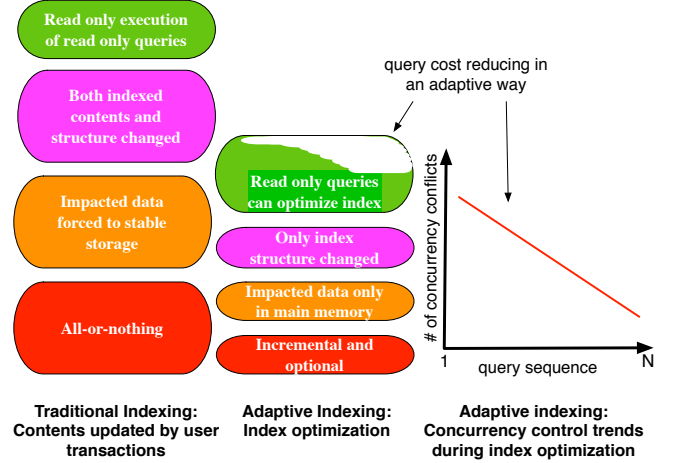 Read only execution
of read only queries
Both indexed
contents and
structure changed
Impacted data
forced to stable
storage
All-or-nothing
Traditional Indexing:
Contents updated by user
transactions
Read only queries
can optimize index
Only index
structure changed
Impacted data only
in main memory
Incremental and
optional
Adaptive Indexing:
Index optimization
query cost reducing in
an adaptive way
# of concurrency conflicts
1
query sequence
N
Adaptive indexing:
Concurrency control trends
during index optimization